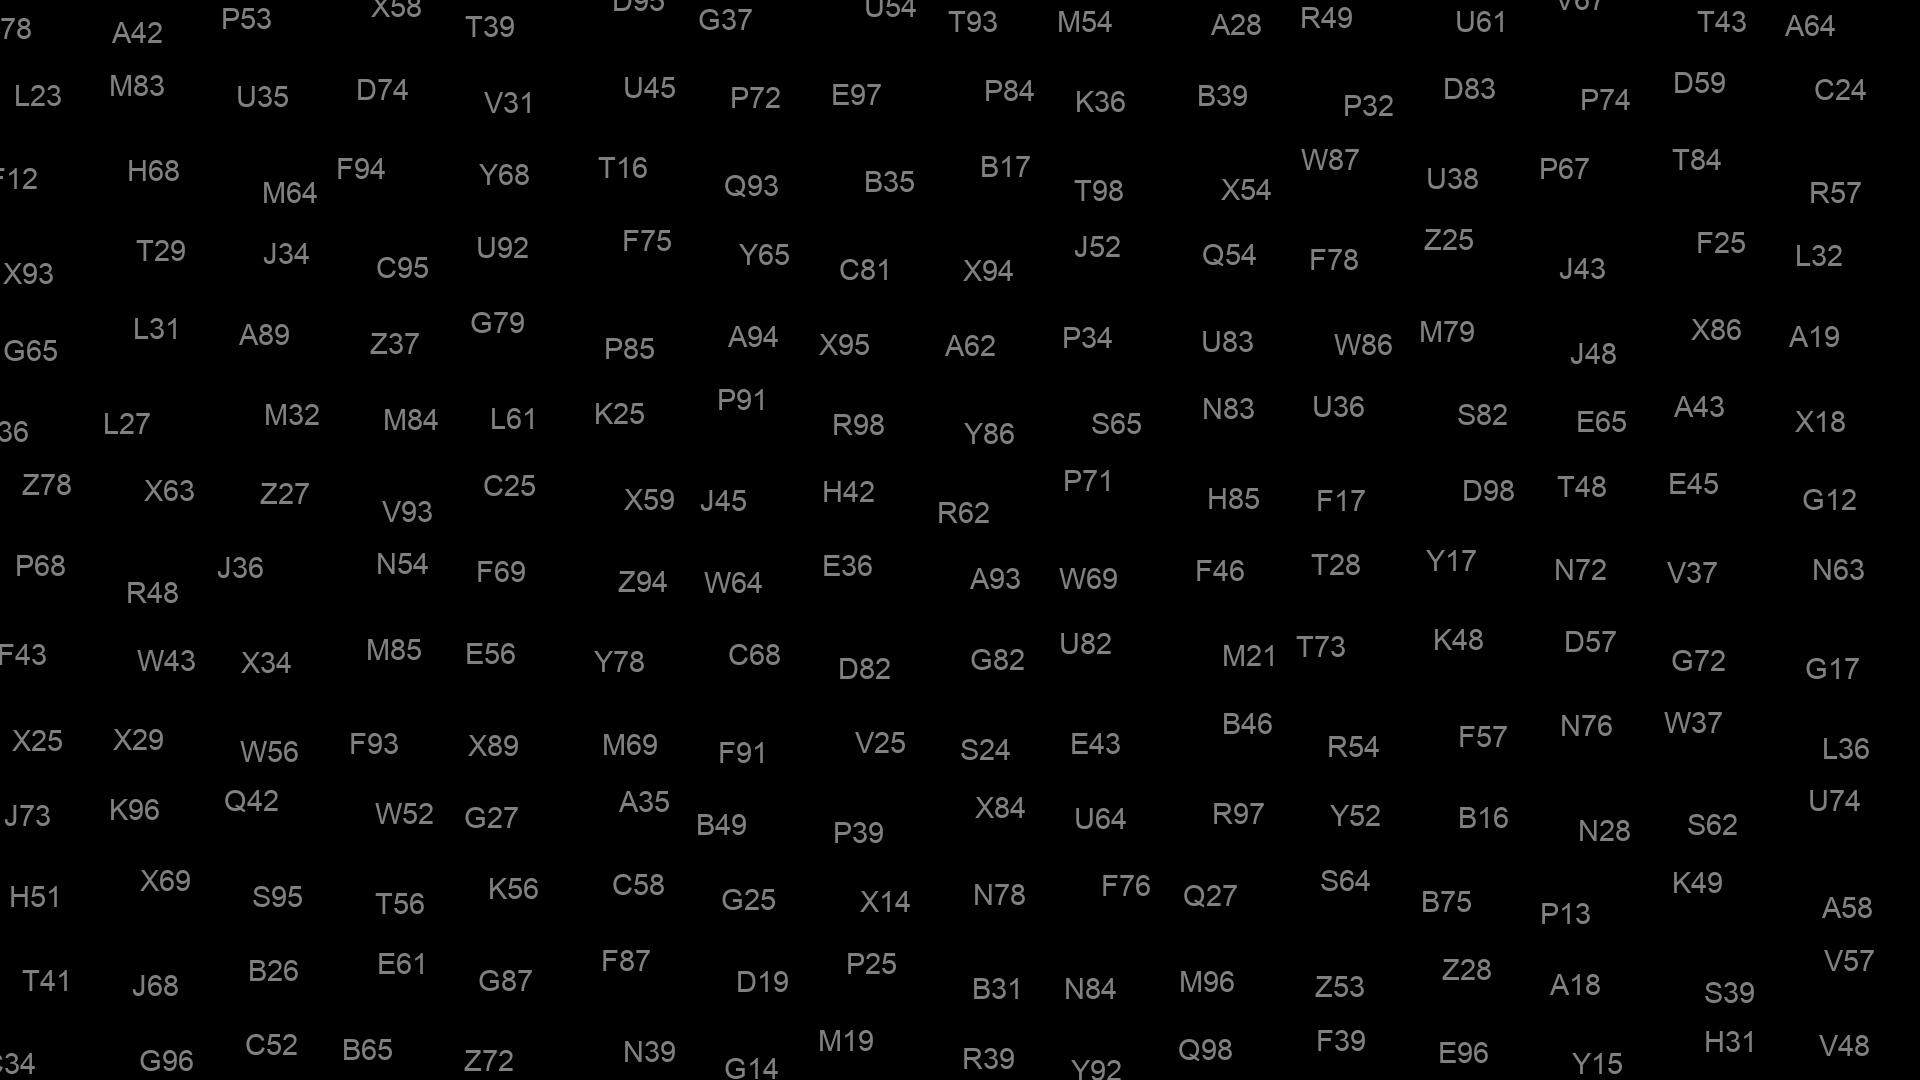 78 A42 P53 X58 T39 D95 G37 U54 T93 M54 A28 R49 U61 V67 T43 A64
L23 M83 U35 D74 V31 U45 P72 E97 P84 K36 B39 P32 D83 P74 D59 C24
F12 H68 M64 F94 Y68 T16 Q93 B35 B17 T98 X54 W87 U38 P67 T84 R57
X93 T29 J34 C95 U92 F75 Y65 C81 X94 J52 Q54 F78 Z25 J43 F25 L32
G65 L31 A89 Z37 G79 P85 A94 X95 A62 P34 U83 W86 M79 J48 X86 A19
36 L27 M32 M84 L61 K25 P91 R98 Y86 S65 N83 U36 S82 E65 A43 X18
Z78 X63 Z27 V93 C25 X59 J45 H42 R62 P71 H85 F17 D98 T48 E45 G12
P68 R48 J36 N54 F69 Z94 W64 E36 A93 W69 F46 T28 Y17 N72 V37 N63
F43 W43 X34 M85 E56 Y78 C68 D82 G82 U82 M21 T73 K48 D57 G72 G17
X25 X29 W56 F93 X89 M69 F91 V25 S24 E43 B46 R54 F57 N76 W37 L36
J73 K96 Q42 W52 G27 A35 B49 P39 X84 U64 R97 Y52 B16 N28 S62 U74
H51 X69 S95 T56 K56 C58 G25 X14 N78 F76 Q27 S64 B75 P13 K49 A58
T41 J68 B26 E61 G87 F87 D19 P25 B31 N84 M96 Z53 Z28 A18 S39 V57
34 G96 C52 B65 Z72 N39 G14 M19 R39 Y92 Q98 F39 E96 Y15 H31 V48